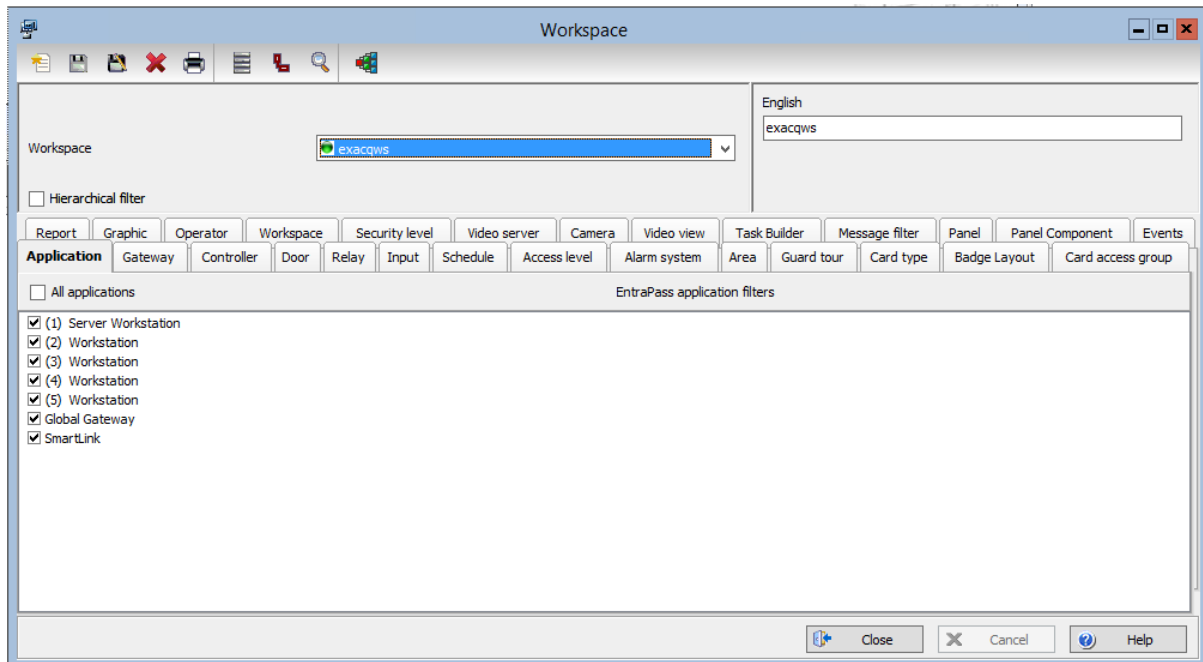 Workspace
English
exacqws
Workspace
exacqws
Hierarchical filter
Report Graphic Operator Workspace Security level Video server Camera Video view Task Builder Message filter Panel Panel Component Events
Application Gateway Controller Door Relay Input Schedule Access level Alarm system Area Guard tour Card type Badge Layout Card access group
All applications EntraPass application filters
(1) Server Workstation
(2) Workstation
(3) Workstation
(4) Workstation
(5) Workstation
Global Gateway
SmartLink
Close Cancel Help